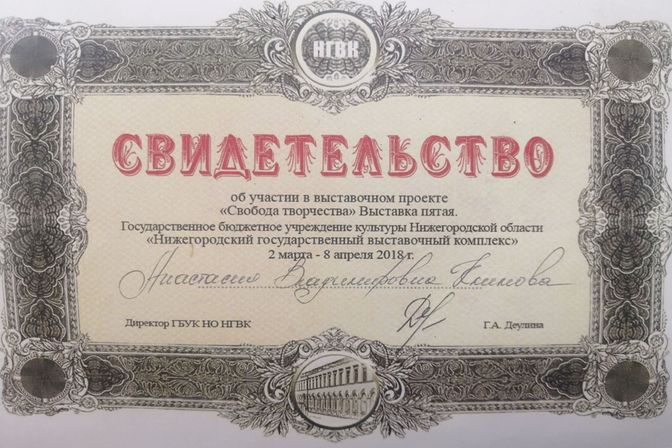 НГВК
СВИДЕТЕЛЬСТВО
об участии в выставочном проекте
«Свобода творчества» Выставка пятая.
Государственное бюджетное учреждение культуры Нижегородской области
«Нижегородский государственный выставочный комплекс»
2 марта - 8 апреля 2018 г.
Анастасия Владимировна Климова
Директор ГБУК НО НГВК
Г.А. Деулина